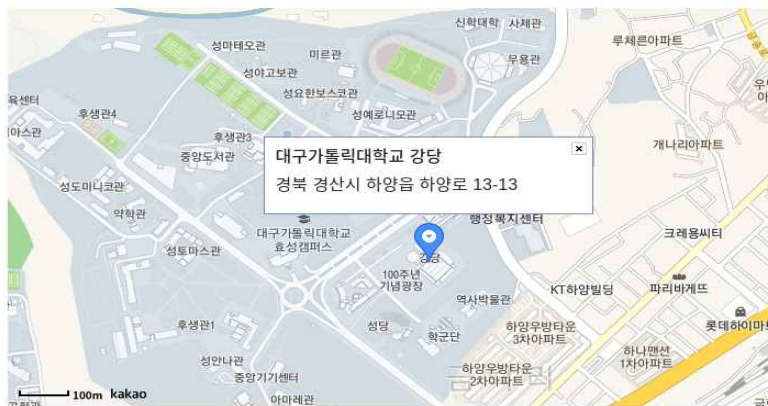 신학대학 사제관
성마테오관
미르관
루체른아파트
무용관
성야고보관
성요한보스코관
육센터
후생관4
성예로니모관
후생관3
개나리아파트
중앙도서관
대구가톨릭대학교 강당
경북 경산시 하양읍 하양로 13-13
성도미니코관
약학관
행정복지센터
대구가톨릭대학교
효성캠퍼스
크레용씨티
성토마스관
강당
100주년
기념광장
KT하양빌딩
파리바게뜨
역사박물관
후생관1
성당
학군단
하양우방타운
3차아파트
롯데하이마트
하나맨션
1차아파트
성안나관
하양우방타운
2차아파트
중앙기기센터
100m kakao
아마레관